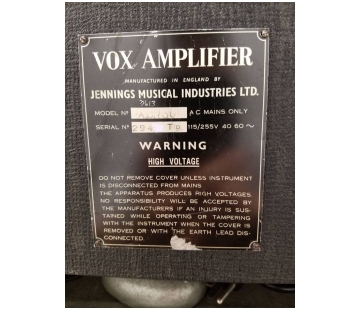 VOX AMPLIFIER
MANUFACTURED IN ENGLAND BY
JENNINGS MUSICAL INDUSTRIES LTD.
MODEL Nº A C MAINS ONLY
SERIAL Nº 115/255V 40 60 ~
WARNING
HIGH VOLTAGE
DO NOT REMOVE COVER UNLESS INSTRUMENT
IS DISCONNECTED FROM MAINS
THE APPARATUS PRODUCES HIGH VOLTAGES
NO RESPONSIBILITY WILL BE ACCEPTED BY
THE MANUFACTURERS IF AN INJURY IS SUS-
TAINED WHILE OPERATING OR TAMPERING
WITH THE INSTRUMENT WHEN THE COVER IS
REMOVED OR WITH THE EARTH LEAD DIS-
CONNECTED.